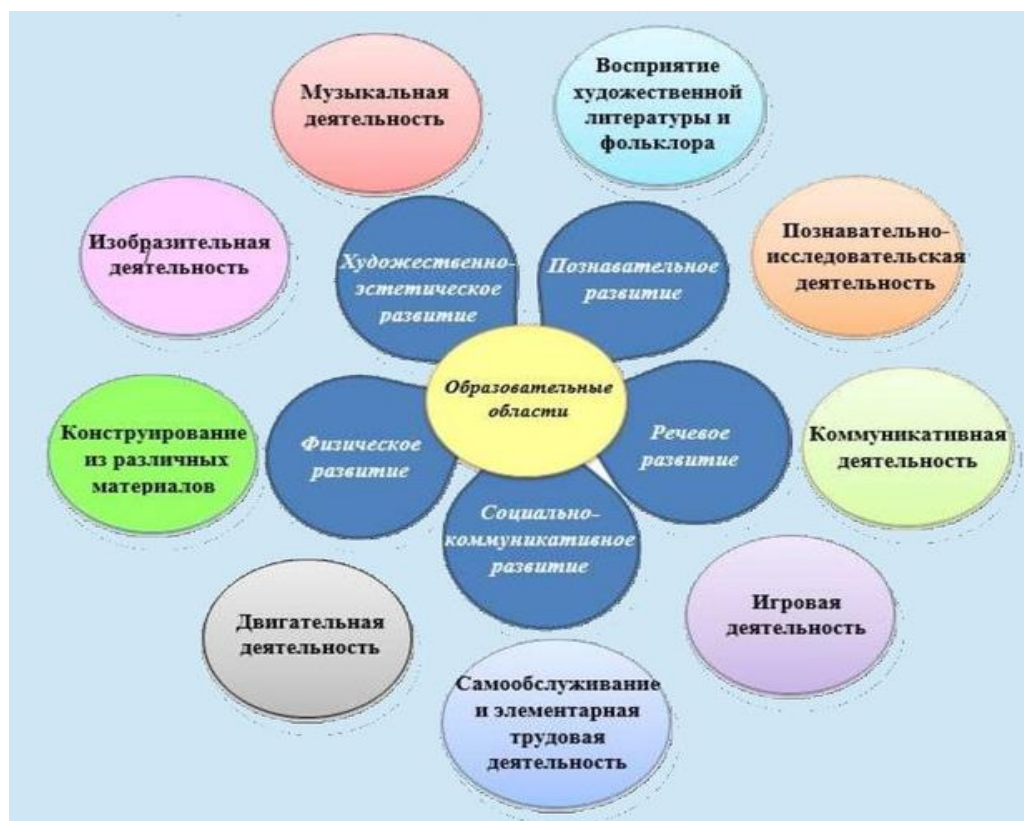 Музыкальная
деятельность
Восприятие
художественной
литературы и
фольклора
Изобразительная
деятельность
Художественно-
эстетическое
развитие
Познавательное
развитие
Познавательно-
исследовательская
деятельность
Образовательные
области
Конструирование
из различных
материалов
Физическое
развитие
Речевое
развитие
Коммуникативная
деятельность
Социально-
коммуникативное
развитие
Двигательная
деятельность
Игровая
деятельность
Самообслуживание
и элементарная
трудовая
деятельность